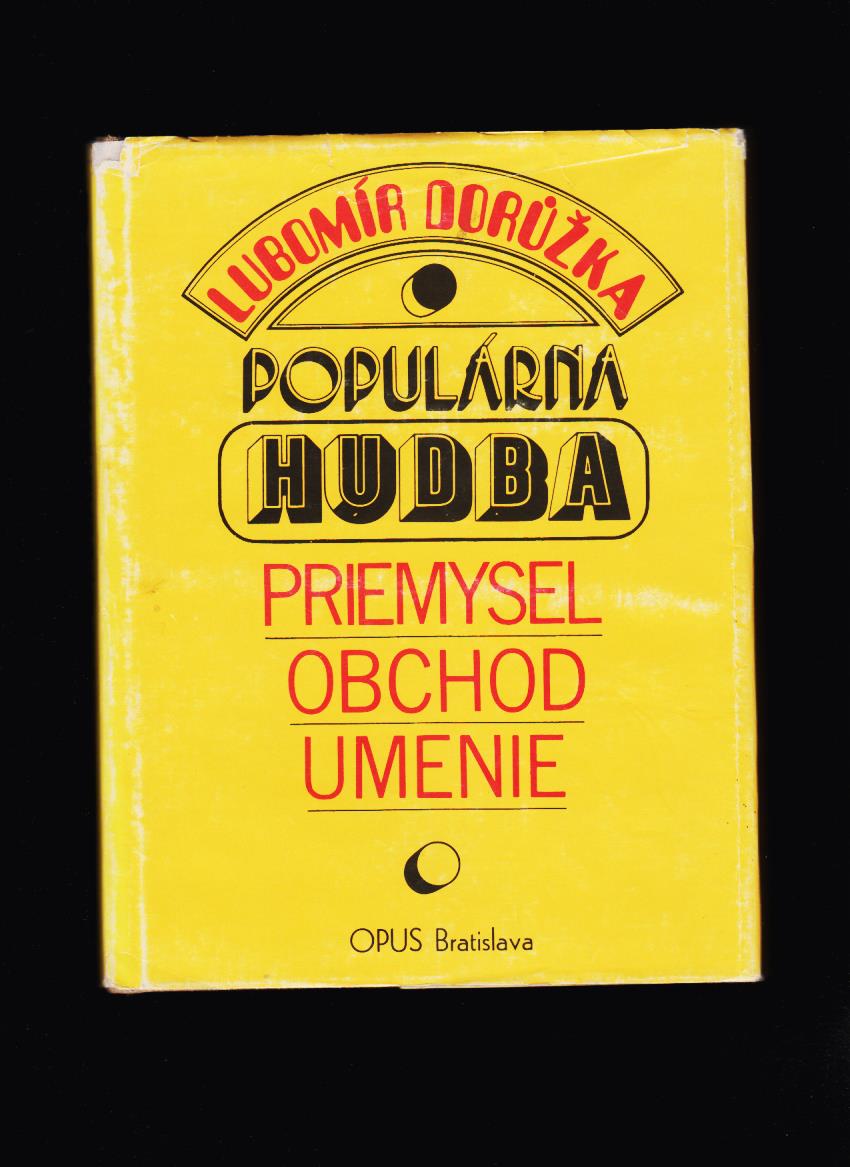 LUBOMÍR DORŮŽKA
POPULÁRNA
HUDBA
PRIEMYSEL
OBCHOD
UMENIE
OPUS Bratislava